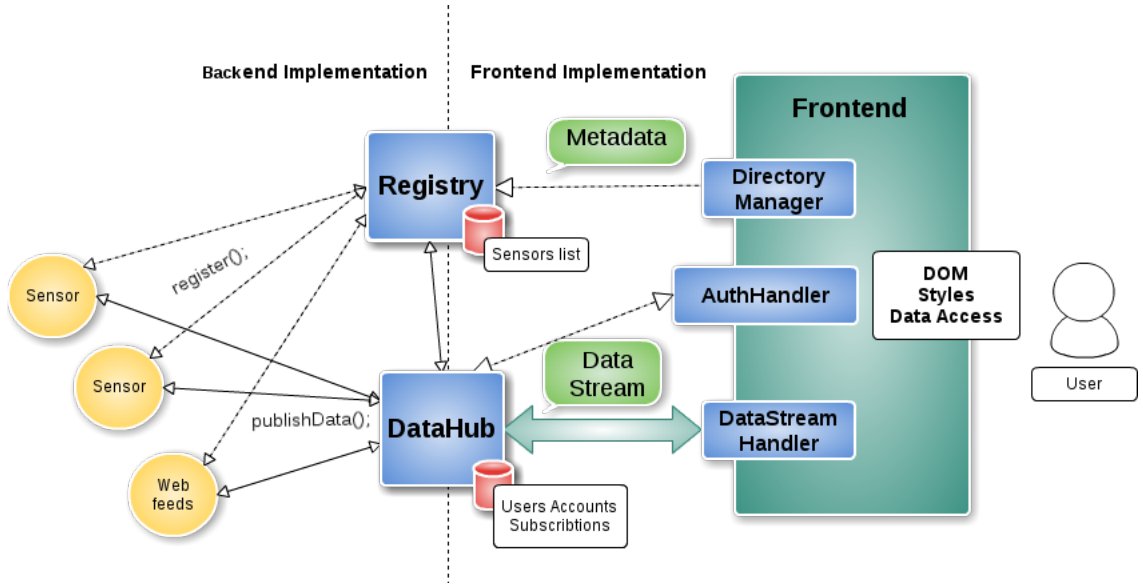 Backend Implementation
Frontend Implementation
Frontend
Metadata
Registry
Directory
Manager
Sensors list
register();
Sensor
AuthHandler
DOM
Styles
Data Access
Data
Stream
User
Sensor
publishData();
DataHub
DataStream
Handler
Web
feeds
Users Accounts
Subscribtions